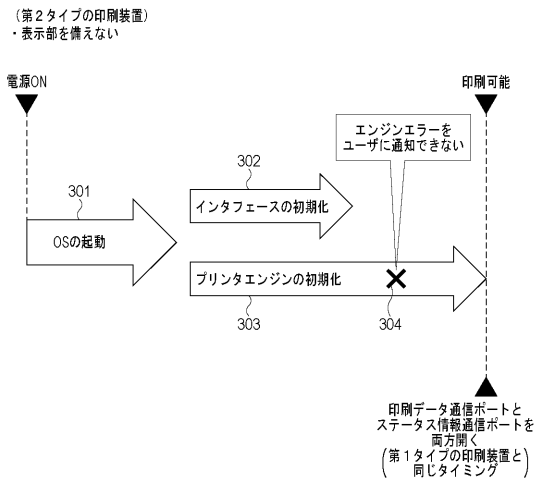 （第２タイプの印刷装置）
・表示部を備えない
電源ON
印刷可能
エンジンエラーを
ユーザに通知できない
302
インタフェースの初期化
301
OSの起動
プリンタエンジンの初期化
303
304
印刷データ通信ポートと
ステータス情報通信ポートを
両方開く
（第１タイプの印刷装置と
同じタイミング）